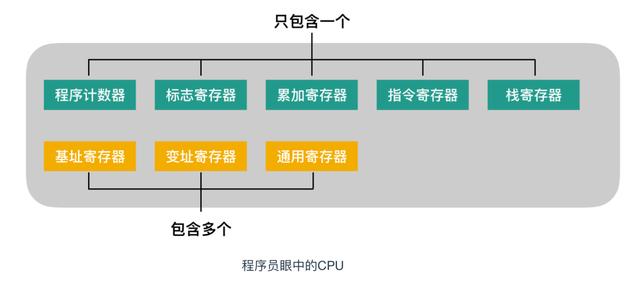 只包含一个
程序计数器 标志寄存器 累加寄存器 指令寄存器 栈寄存器
基址寄存器 变址寄存器 通用寄存器
包含多个
程序员眼中的CPU